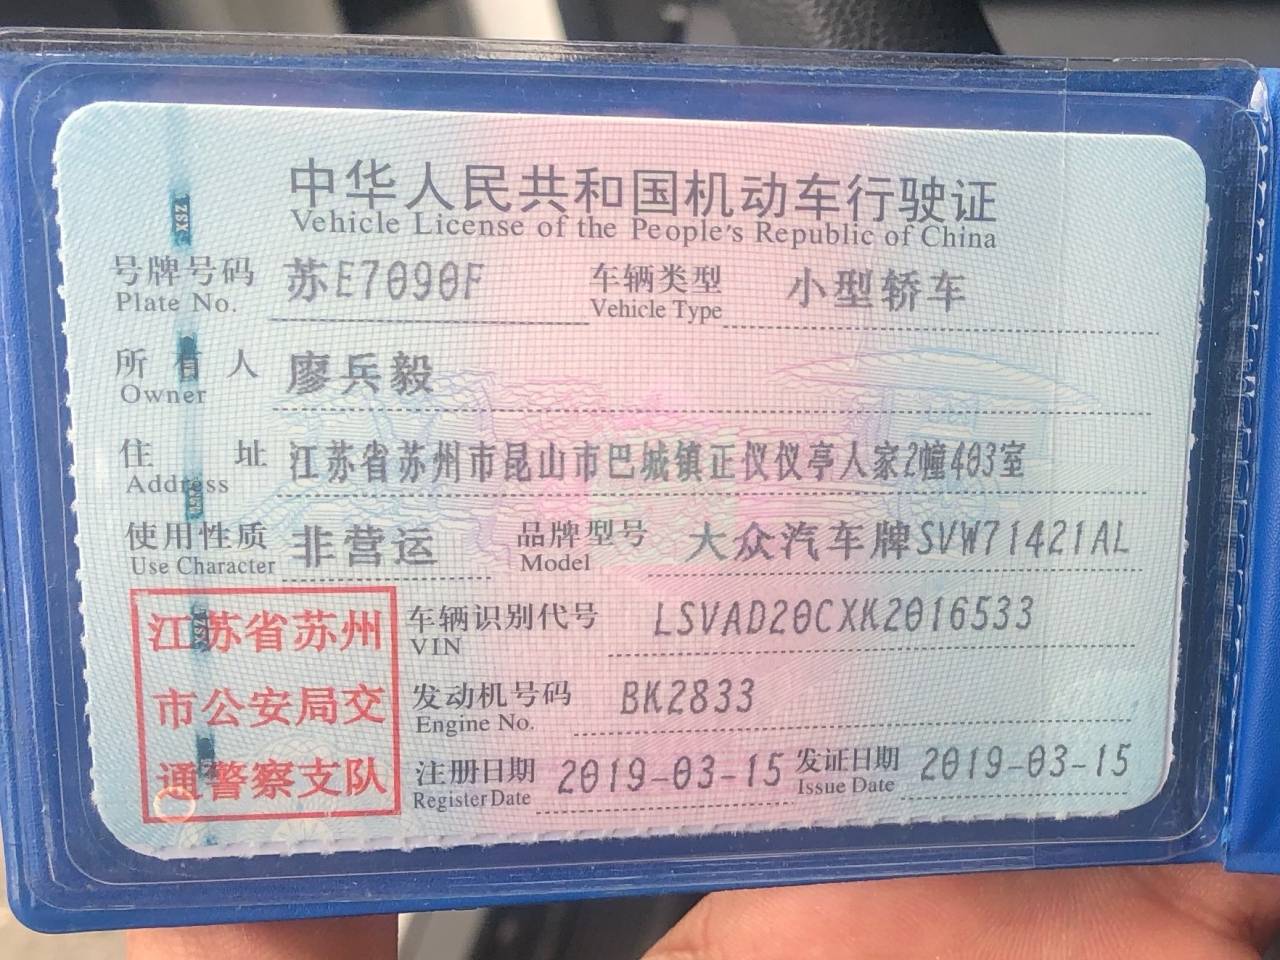 中华人民共和国机动车行驶证
Vehicle License of the People's Republic of China
号牌号码 苏E7090F 车辆类型 小型轿车
Plate No. Vehicle Type
所有人 廖兵毅
Owner
住址 江苏省苏州市昆山市巴城镇正仪仪亭人家2幢403室
Address
使用性质 非营运 品牌型号 大众汽车牌SVW71421AL
Use Character Model
江苏省苏州
市公安局交
通警察支队
车辆识别代号 LSVAD20CXK2016533
VIN
发动机号码 BK2833
Engine No.
注册日期 2019-03-15 发证日期 2019-03-15
Register Date Issue Date